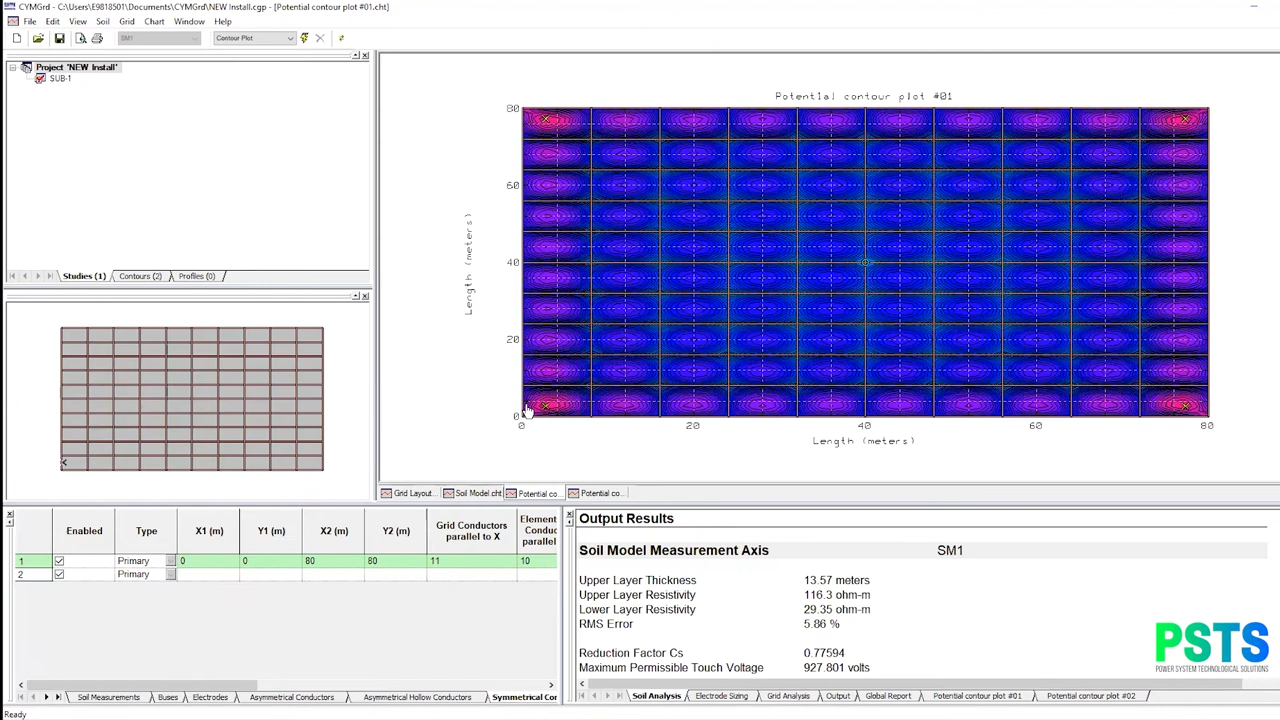 CYMGrd - C:\Users\E9818501\Documents\CYMGrd\NEW Install.cgp - [Potential contour plot #01.cht]
File Edit View Soil Grid Chart Window Help
SM1 Contour Plot
Project 'NEW Install'
SUB-1
Studies (1) Contours (2) Profiles (0)
Potential contour plot #01
80
60
40
20
0
Length (meters)
0 20 40 60 80
Length (meters)
Grid Layout... Soil Model.cht Potential co... Potential co...
Enabled Type X1 (m) Y1 (m) X2 (m) Y2 (m) Grid Conductors parallel to X Element Condu parallel
1 Primary 0 0 80 80 11 10
2 Primary
Soil Measurements Buses Electrodes Asymmetrical Conductors Asymmetrical Hollow Conductors Symmetrical Cor
Output Results
Soil Model Measurement Axis SM1
Upper Layer Thickness 13.57 meters
Upper Layer Resistivity 116.3 ohm-m
Lower Layer Resistivity 29.35 ohm-m
RMS Error 5.86 %
Reduction Factor Cs 0.77594
Maximum Permissible Touch Voltage 927.801 volts
Soil Analysis Electrode Sizing Grid Analysis Output Global Report Potential contour plot #01 Potential contour plot #02
PSTS
POWER SYSTEM TECHNOLOGICAL SOLUTIONS
Ready